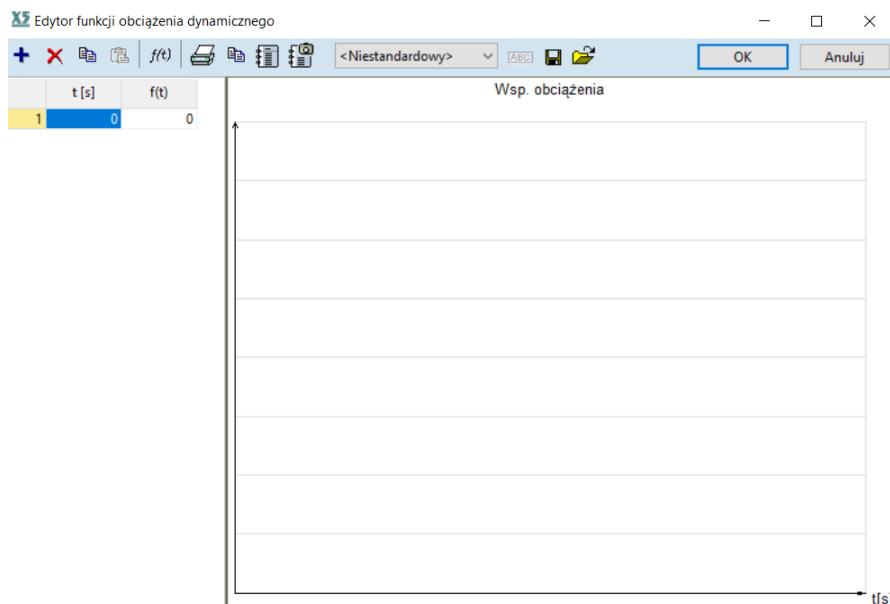 X5 Edytor funkcji obciążenia dynamicznego
f(t) <Niestandardowy> ABC OK Anuluj
t [s] f(t)
1 0 0
Wsp. obciążenia
t[s